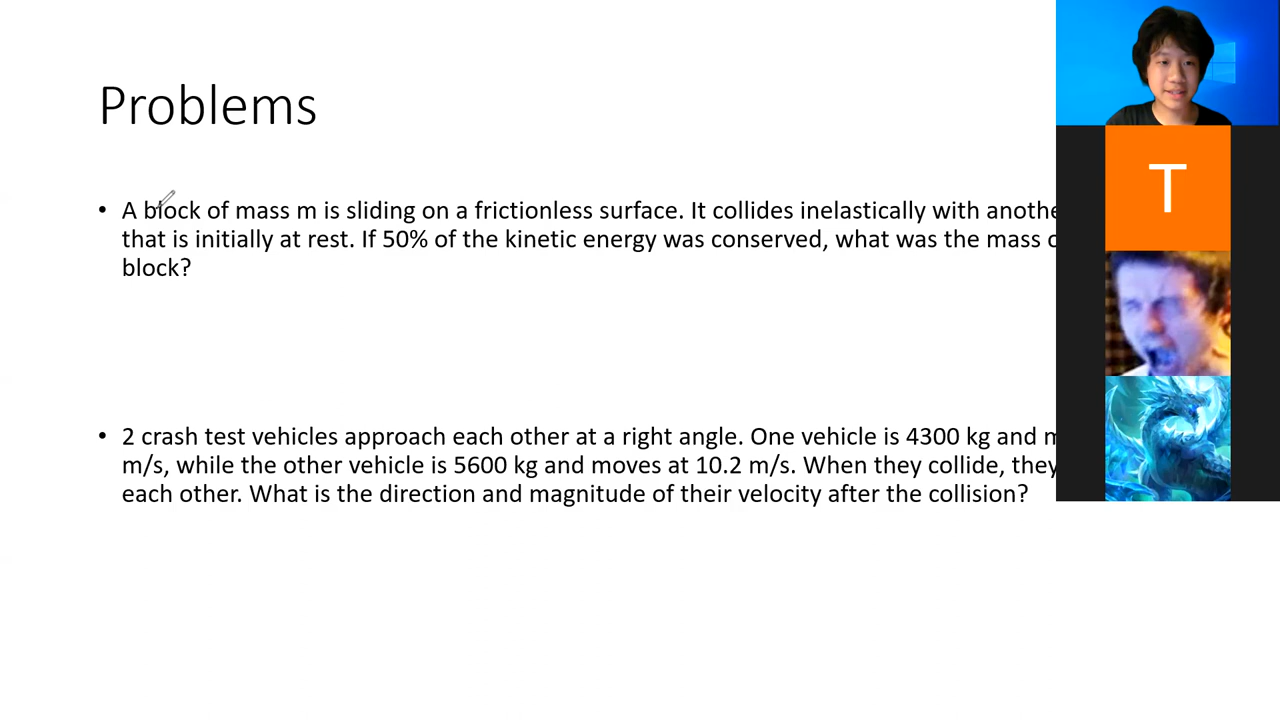 Problems
• A block of mass m is sliding on a frictionless surface. It collides inelastically with
that is initially at rest. If 50% of the kinetic energy was conserved, what was the mass
block?
• 2 crash test vehicles approach each other at a right angle. One vehicle is 4300 kg and
m/s, while the other vehicle is 5600 kg and moves at 10.2 m/s. When they collide, they
each other. What is the direction and magnitude of their velocity after the collision?
T